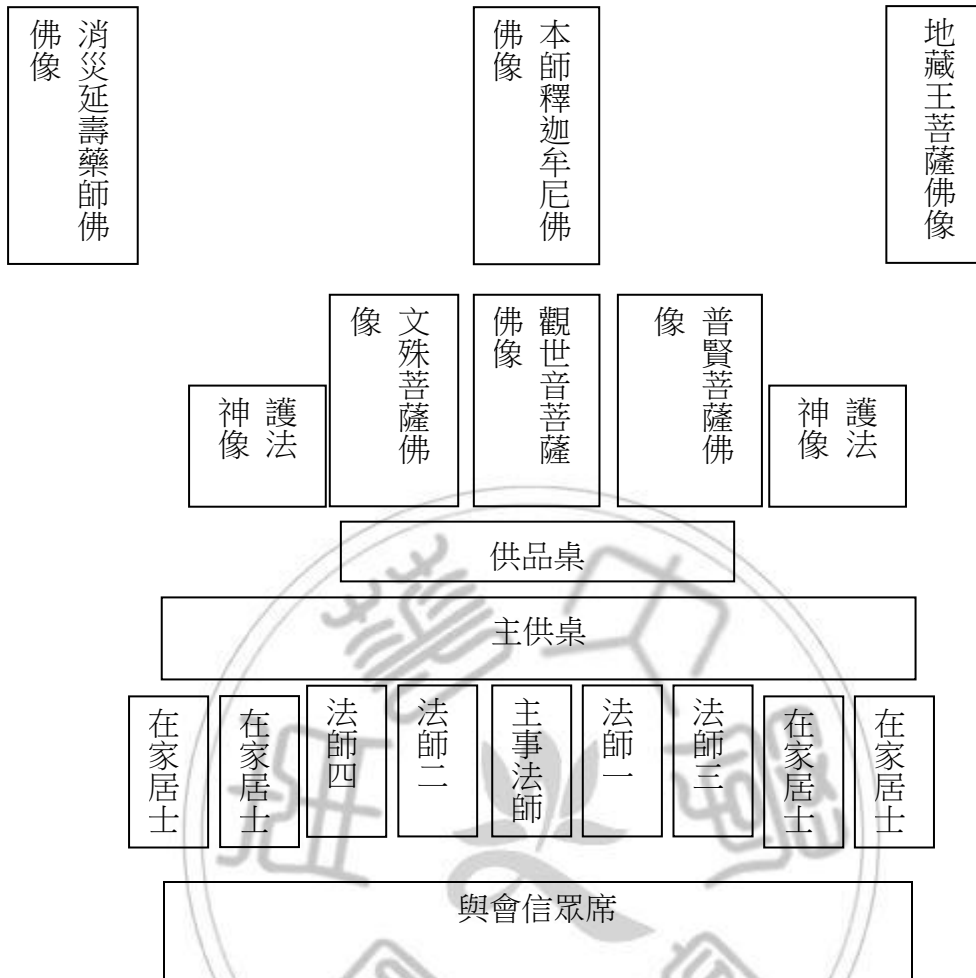 消災延壽藥師佛
佛像
本師釋迦牟尼佛
佛像
地藏王菩薩佛像
文殊菩薩佛
像
觀世音菩薩
佛像
普賢菩薩佛
像
護法
神像
護法
神像
供品桌
主供桌
在家居士
在家居士
法師四
法師二
主事法師
法師一
法師三
在家居士
在家居士
與會信眾席